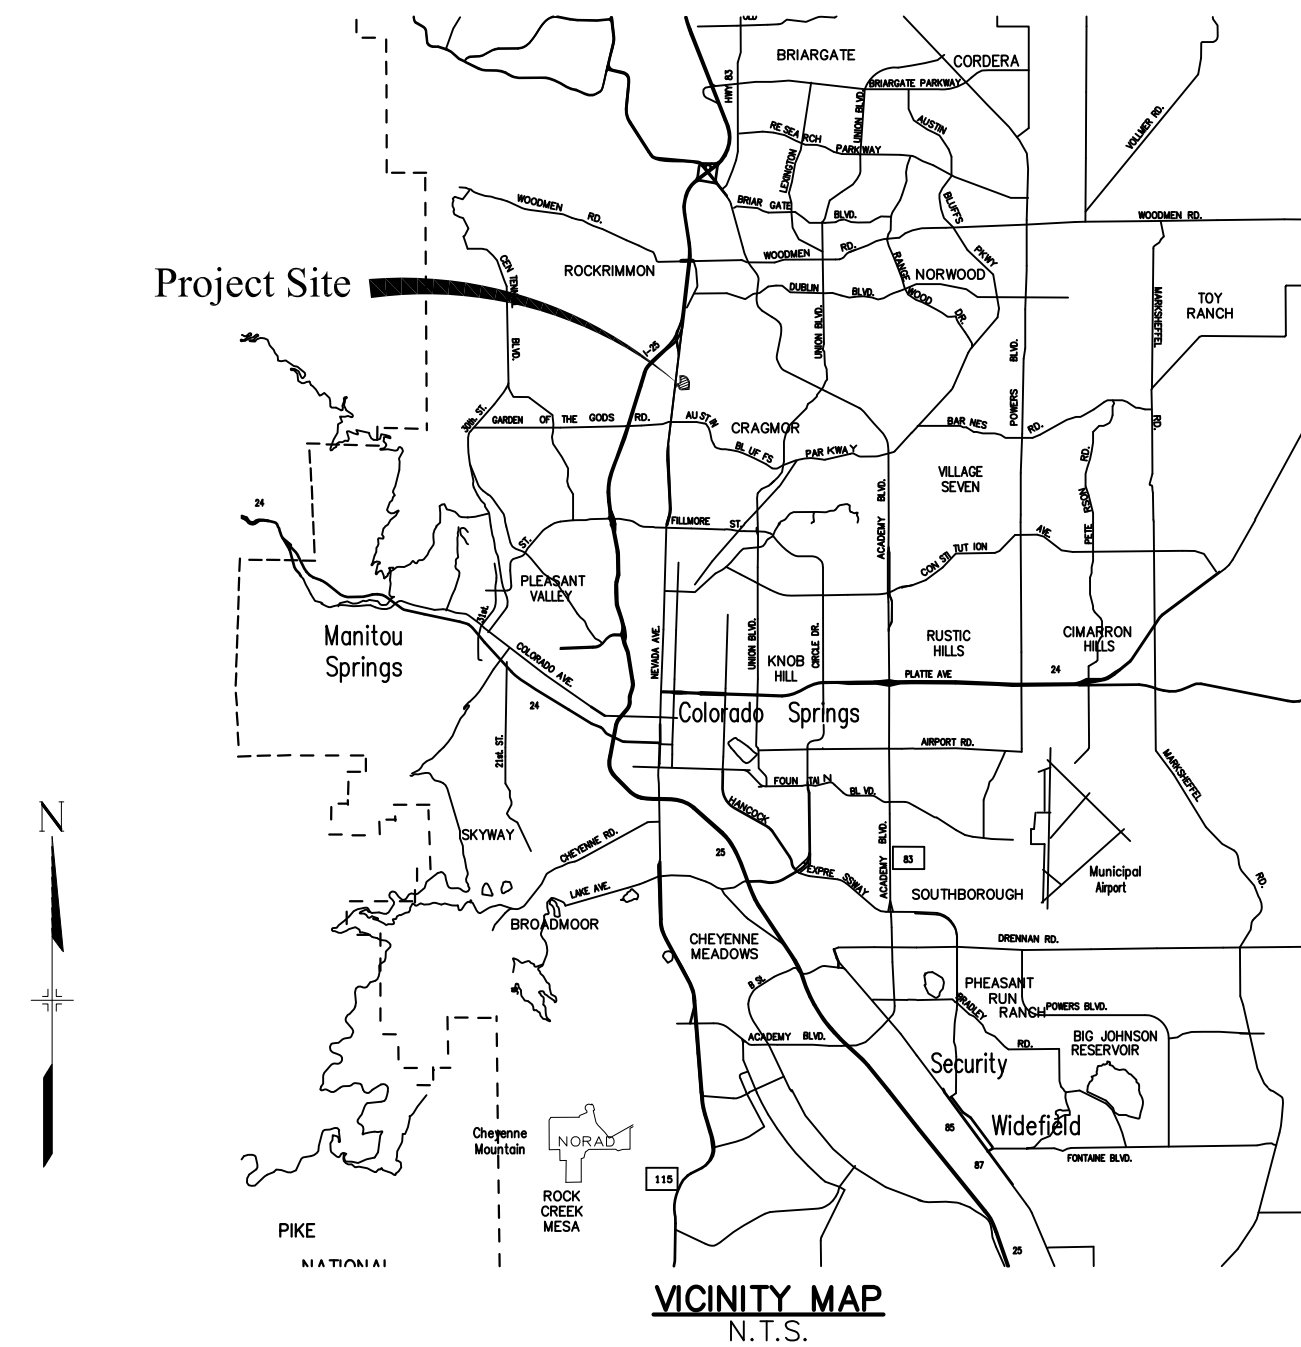 OLD
BRIARGATE
CORDERA
HWY 83
BRIARGATE PARKWAY
UNION BLVD.
VOLLMER RD.
RESEARCH
PARKWAY
AUSTIN
LEXINGTON
BLUFFS
PKWY
WOODMEN RD.
BRIAR GATE BLVD.
WOODMEN RD.
WOODMEN RD.
CEN TENN
BLVD.
ROCKRIMMON
RANGE
WOOD
DR.
NORWOOD
Project Site
DUBLIN BLVD.
MARKSHEFFEL
RD.
TOY
RANCH
UNION BLVD.
I-25
POWERS BLVD.
30th. ST.
GARDEN OF THE GODS RD.
AUSTIN
BLUFFS
PARKWAY
CRAGMOR
BARNES RD.
VILLAGE
SEVEN
ACADEMY BLVD.
PETERSON RD.
24
FILLMORE ST.
ST.
CONSTITUTION AVE.
PLEASANT
VALLEY
31st.
Manitou
Springs
COLORADO AVE.
NEVADA AVE.
UNION BLVD.
CIRCLE DR.
KNOB
HILL
RUSTIC
HILLS
CIMARRON
HILLS
PLATTE AVE
24
24
Colorado Springs
21st. ST.
AIRPORT RD.
MARKSHEFFEL
RD.
FOUNTAIN BLVD.
HANCOCK
EXPRESSWAY
SKYWAY
CHEYENNE RD.
25
ACADEMY BLVD.
83
Municipal
Airport
LAKE AVE.
SOUTHBOROUGH
BROADMOOR
CHEYENNE
MEADOWS
DRENNAN RD.
B St.
PHEASANT
RUN
RANCH
BRADLEY
RD.
POWERS BLVD.
ACADEMY BLVD.
BIG JOHNSON
RESERVOIR
Security
Widefield
85
87
FONTAINE BLVD.
Cheyenne
Mountain
NORAD
115
ROCK
CREEK
MESA
PIKE
NATIONAL
25
N
VICINITY MAP
N.T.S.